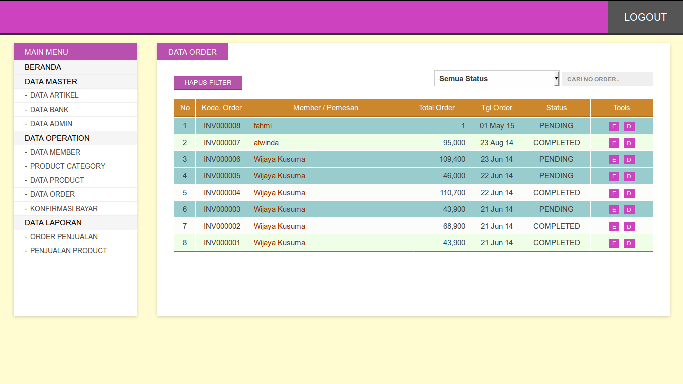 LOGOUT
MAIN MENU
BERANDA
DATA MASTER
- DATA ARTIKEL
- DATA BANK
- DATA ADMIN
DATA OPERATION
- DATA MEMBER
- PRODUCT CATEGORY
- DATA PRODUCT
- DATA ORDER
- KONFIRMASI BAYAR
DATA LAPORAN
- ORDER PENJUALAN
- PENJUALAN PRODUCT
DATA ORDER
HAPUS FILTER
Semua Status
CARI NO ORDER..
No Kode. Order Member / Pemesan Total Order Tgl Order Status Tools
1 INV000008 fahmi 1 01 May 15 PENDING E D
2 INV000007 afwinda 95,000 23 Aug 14 COMPLETED E D
3 INV000006 Wijaya Kusuma 109,400 23 Jun 14 PENDING E D
4 INV000005 Wijaya Kusuma 46,000 22 Jun 14 PENDING E D
5 INV000004 Wijaya Kusuma 110,700 22 Jun 14 COMPLETED E D
6 INV000003 Wijaya Kusuma 43,900 21 Jun 14 PENDING E D
7 INV000002 Wijaya Kusuma 68,900 21 Jun 14 COMPLETED E D
8 INV000001 Wijaya Kusuma 43,900 21 Jun 14 COMPLETED E D